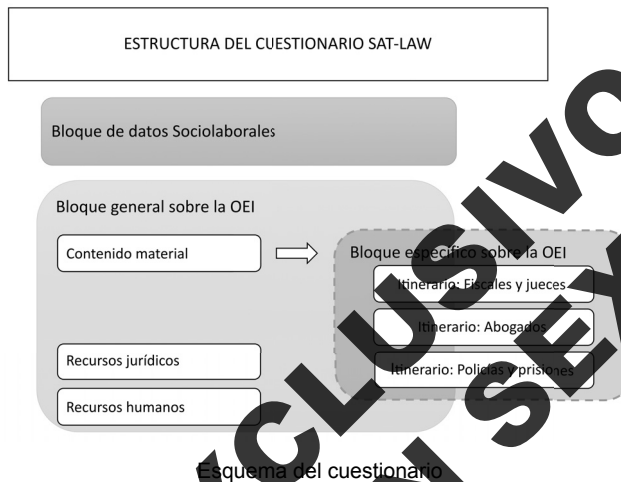 ESTRUCTURA DEL CUESTIONARIO SAT-LAW
Bloque de datos Sociolaborales
Bloque general sobre la OEI
Contenido material
Bloque específico sobre la OEI
Itinerario: Fiscales y jueces
Itinerario: Abogados
Itinerario: Policías y prisiones
Recursos jurídicos
Recursos humanos
Esquema del cuestionario